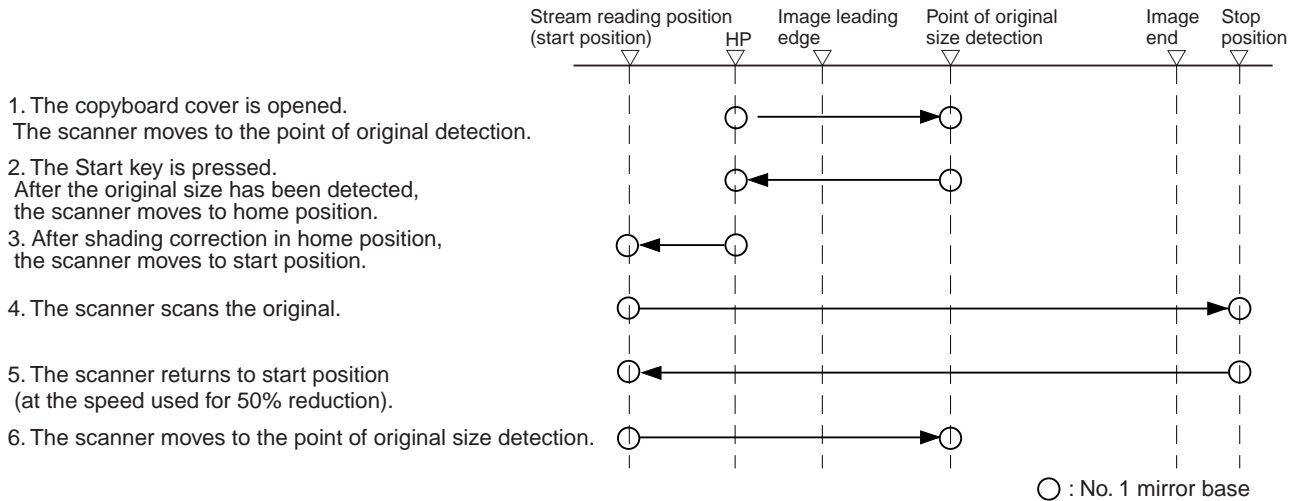 Stream reading position
(start position)
HP
Image leading
edge
Point of original
size detection
Image
end
Stop
position
1. The copyboard cover is opened.
The scanner moves to the point of original detection.
2. The Start key is pressed.
After the original size has been detected,
the scanner moves to home position.
3. After shading correction in home position,
the scanner moves to start position.
4. The scanner scans the original.
5. The scanner returns to start position
(at the speed used for 50% reduction).
6. The scanner moves to the point of original size detection.
: No. 1 mirror base